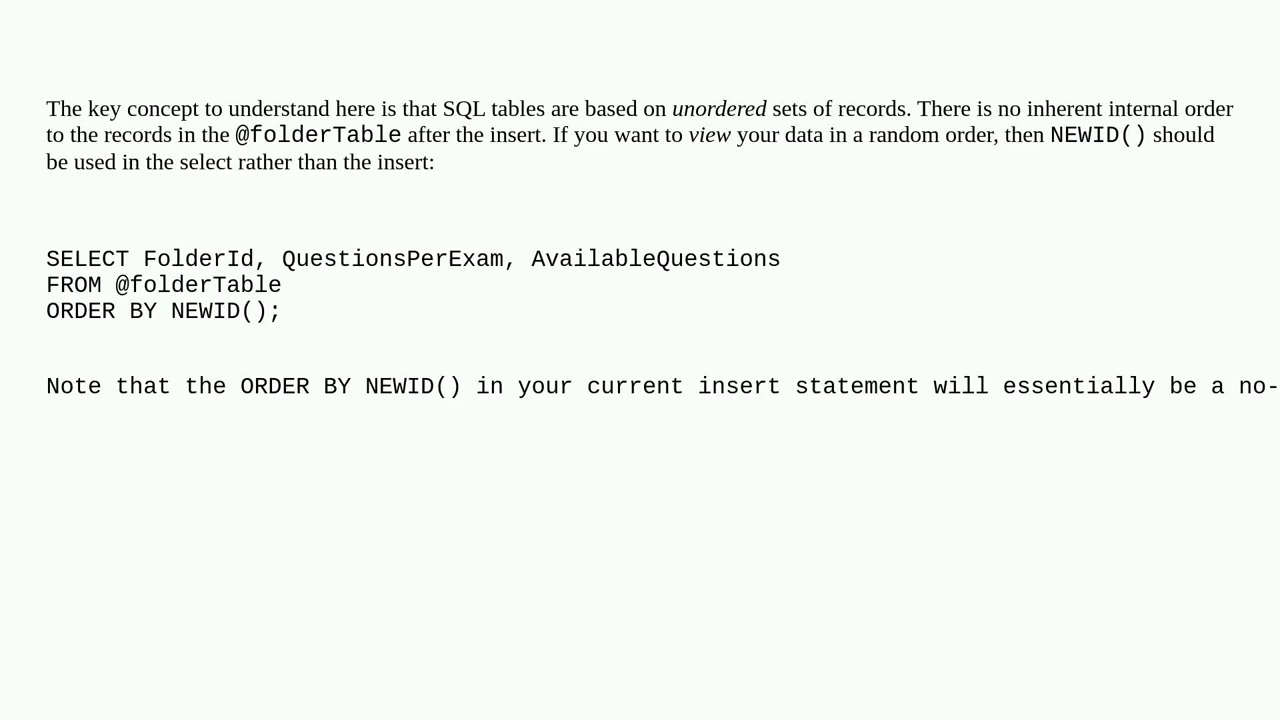 The key concept to understand here is that SQL tables are based on unordered sets of records. There is no inherent internal order
to the records in the @folderTable after the insert. If you want to view your data in a random order, then NEWID() should
be used in the select rather than the insert:
SELECT FolderId, QuestionsPerExam, AvailableQuestions
FROM @folderTable
ORDER BY NEWID();
Note that the ORDER BY NEWID() in your current insert statement will essentially be a no-